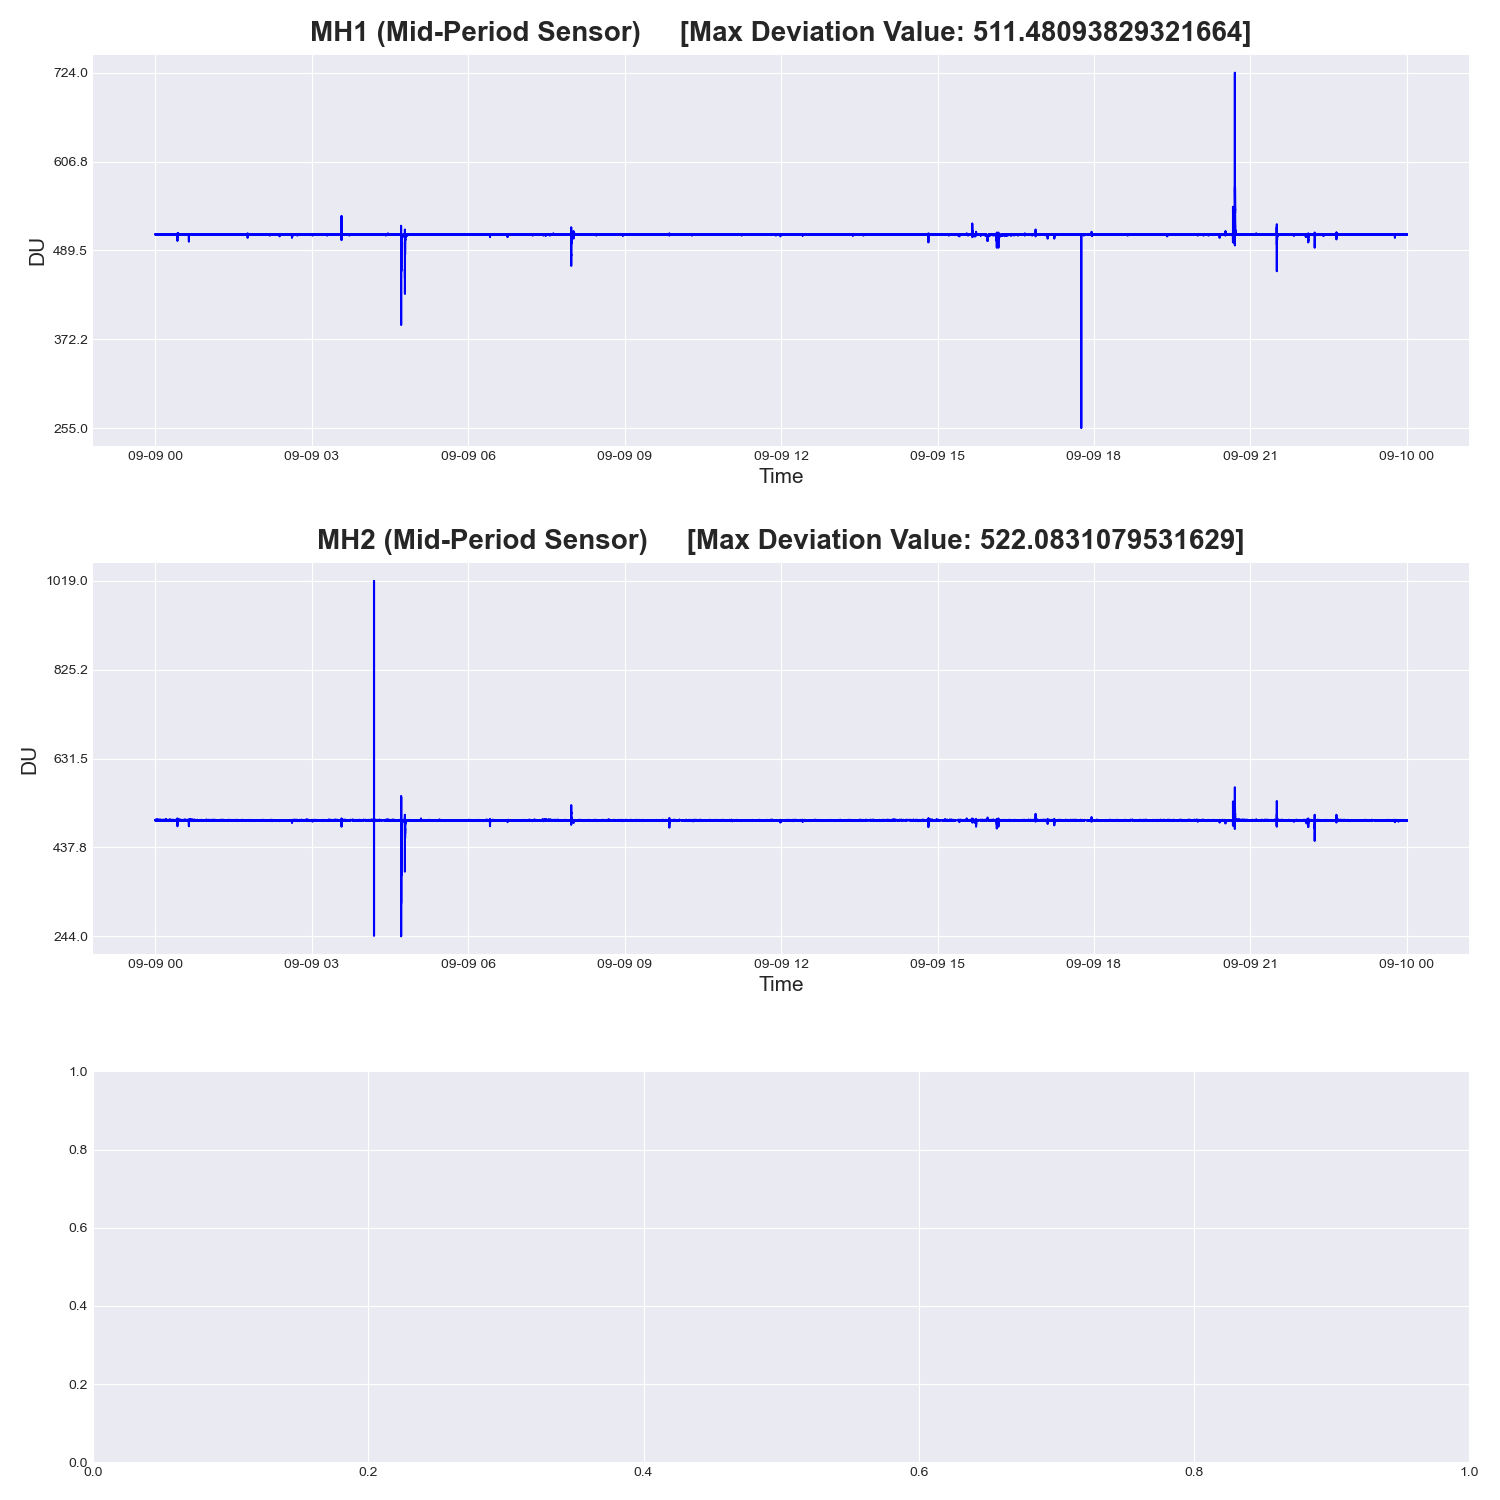 MH1 (Mid-Period Sensor) [Max Deviation Value: 511.48093829321664]
724.0
606.8
489.5
372.2
255.0
DU
09-09 00 09-09 03 09-09 06 09-09 09 09-09 12 09-09 15 09-09 18 09-09 21 09-10 00
Time
MH2 (Mid-Period Sensor) [Max Deviation Value: 522.0831079531629]
1019.0
825.2
631.5
437.8
244.0
DU
09-09 00 09-09 03 09-09 06 09-09 09 09-09 12 09-09 15 09-09 18 09-09 21 09-10 00
Time
1.0
0.8
0.6
0.4
0.2
0.0
0.0 0.2 0.4 0.6 0.8 1.0